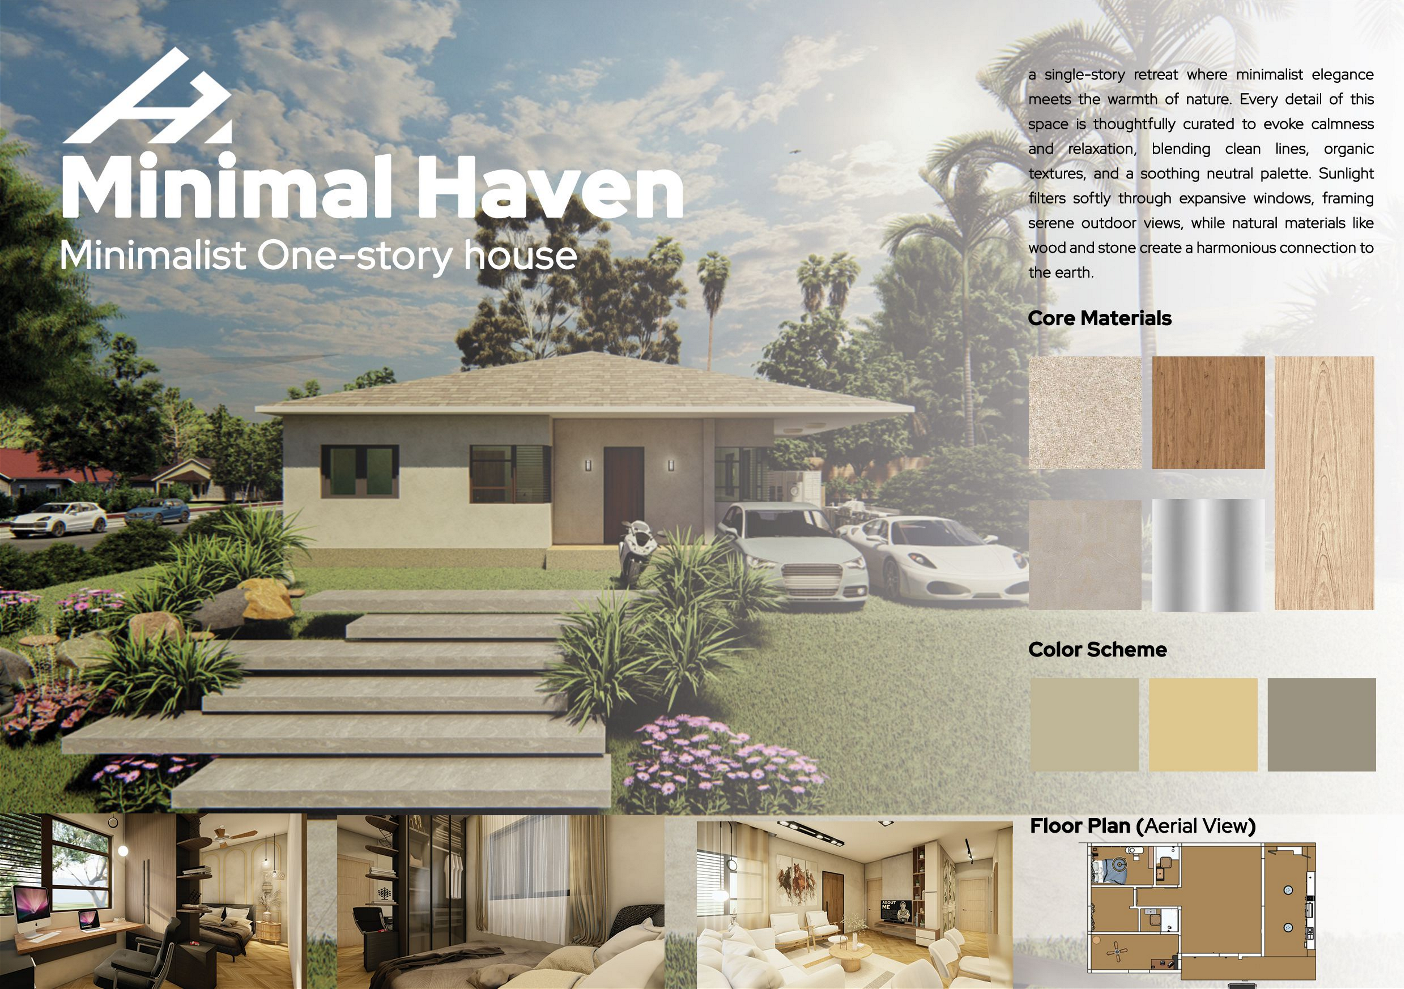 Minimal Haven
Minimalist One-story house
a single-story retreat where minimalist elegance
meets the warmth of nature. Every detail of this
space is thoughtfully curated to evoke calmness
and relaxation, blending clean lines, organic
textures, and a soothing neutral palette. Sunlight
filters softly through expansive windows, framing
serene outdoor views, while natural materials like
wood and stone create a harmonious connection to
the earth.
Core Materials
Color Scheme
Floor Plan (Aerial View)
ABOUT
ME